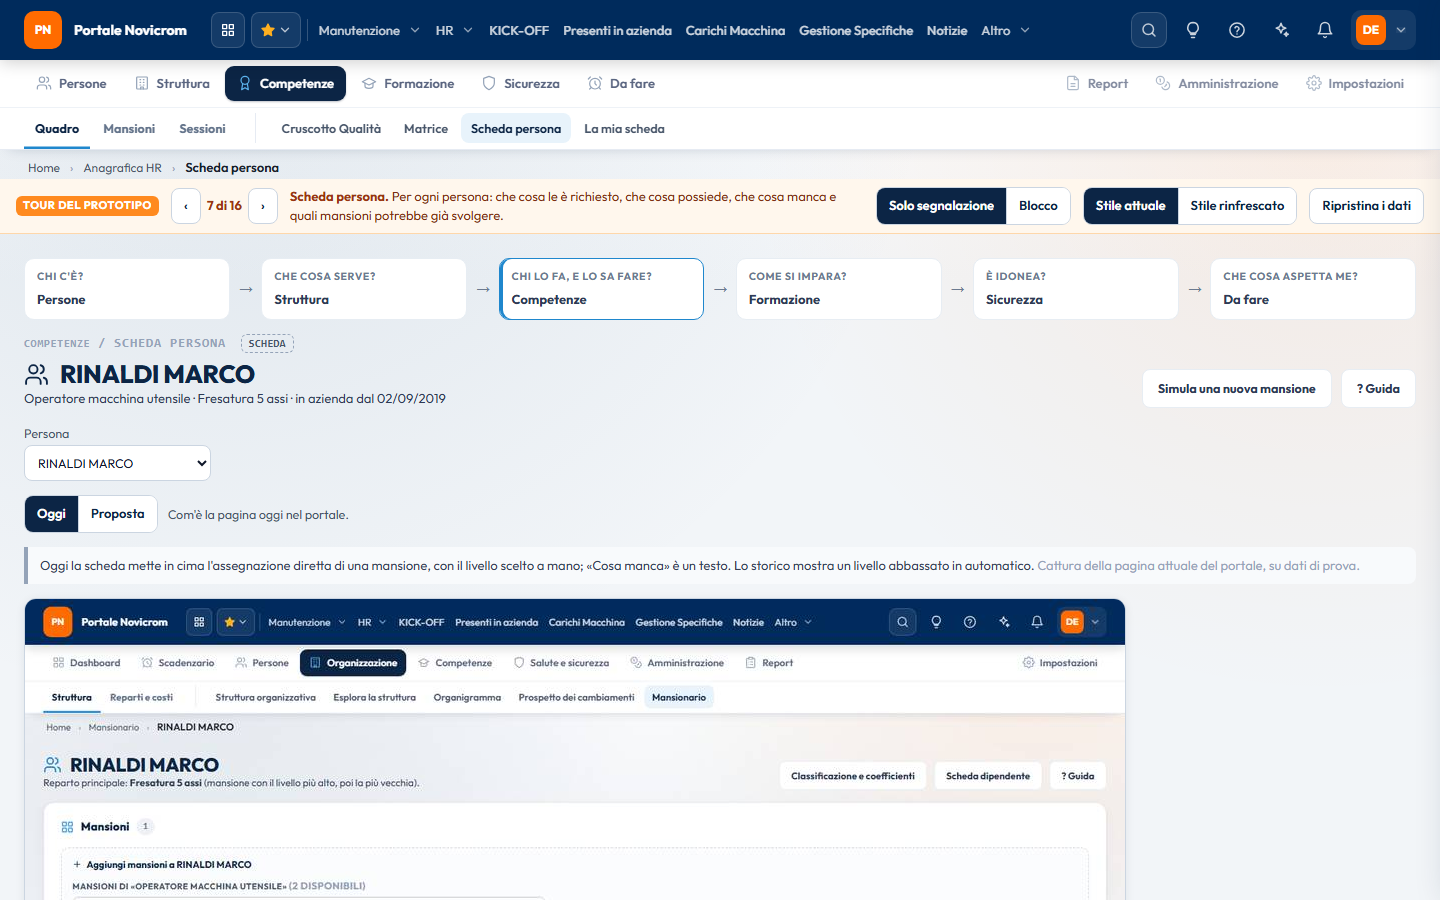 PN Portale Novicrom Manutenzione HR KICK-OFF Presenti in azienda Carichi Macchina Gestione Specifiche Notizie Altro DE
Persone Struttura Competenze Formazione Sicurezza Da fare Report Amministrazione Impostazioni
Quadro Mansioni Sessioni Cruscotto Qualità Matrice Scheda persona La mia scheda
Home › Anagrafica HR › Scheda persona
TOUR DEL PROTOTIPO ‹ 7 di 16 › Scheda persona. Per ogni persona: che cosa le è richiesto, che cosa possiede, che cosa manca e
quali mansioni potrebbe già svolgere.
Solo segnalazione Blocco Stile attuale Stile rinfrescato Ripristina i dati
CHI C'È? → CHE COSA SERVE? → CHI LO FA, E LO SA FARE? → COME SI IMPARA? → È IDONEA? → CHE COSA ASPETTA ME?
Persone Struttura Competenze Formazione Sicurezza Da fare
COMPETENZE / SCHEDA PERSONA SCHEDA
RINALDI MARCO
Operatore macchina utensile · Fresatura 5 assi · in azienda dal 02/09/2019
Simula una nuova mansione ? Guida
Persona
RINALDI MARCO
Oggi Proposta Com'è la pagina oggi nel portale.
Oggi la scheda mette in cima l'assegnazione diretta di una mansione, con il livello scelto a mano; «Cosa manca» è un testo. Lo storico mostra un livello abbassato in automatico. Cattura della pagina attuale del portale, su dati di prova.
PN Portale Novicrom Manutenzione HR KICK-OFF Presenti in azienda Carichi Macchina Gestione Specifiche Notizie Altro DE
Dashboard Scadenzario Persone Organizzazione Competenze Salute e sicurezza Amministrazione Report Impostazioni
Struttura Reparti e costi Struttura organizzativa Esplora la struttura Organigramma Prospetto dei cambiamenti Mansionario
Home › Mansionario › RINALDI MARCO
RINALDI MARCO
Reparto principale: Fresatura 5 assi (mansione con il livello più alto, poi la più vecchia).
Classificazione e coefficienti Scheda dipendente ? Guida
Mansioni 1
+ Aggiungi mansioni a RINALDI MARCO
MANSIONI DI «OPERATORE MACCHINA UTENSILE» (2 DISPONIBILI)